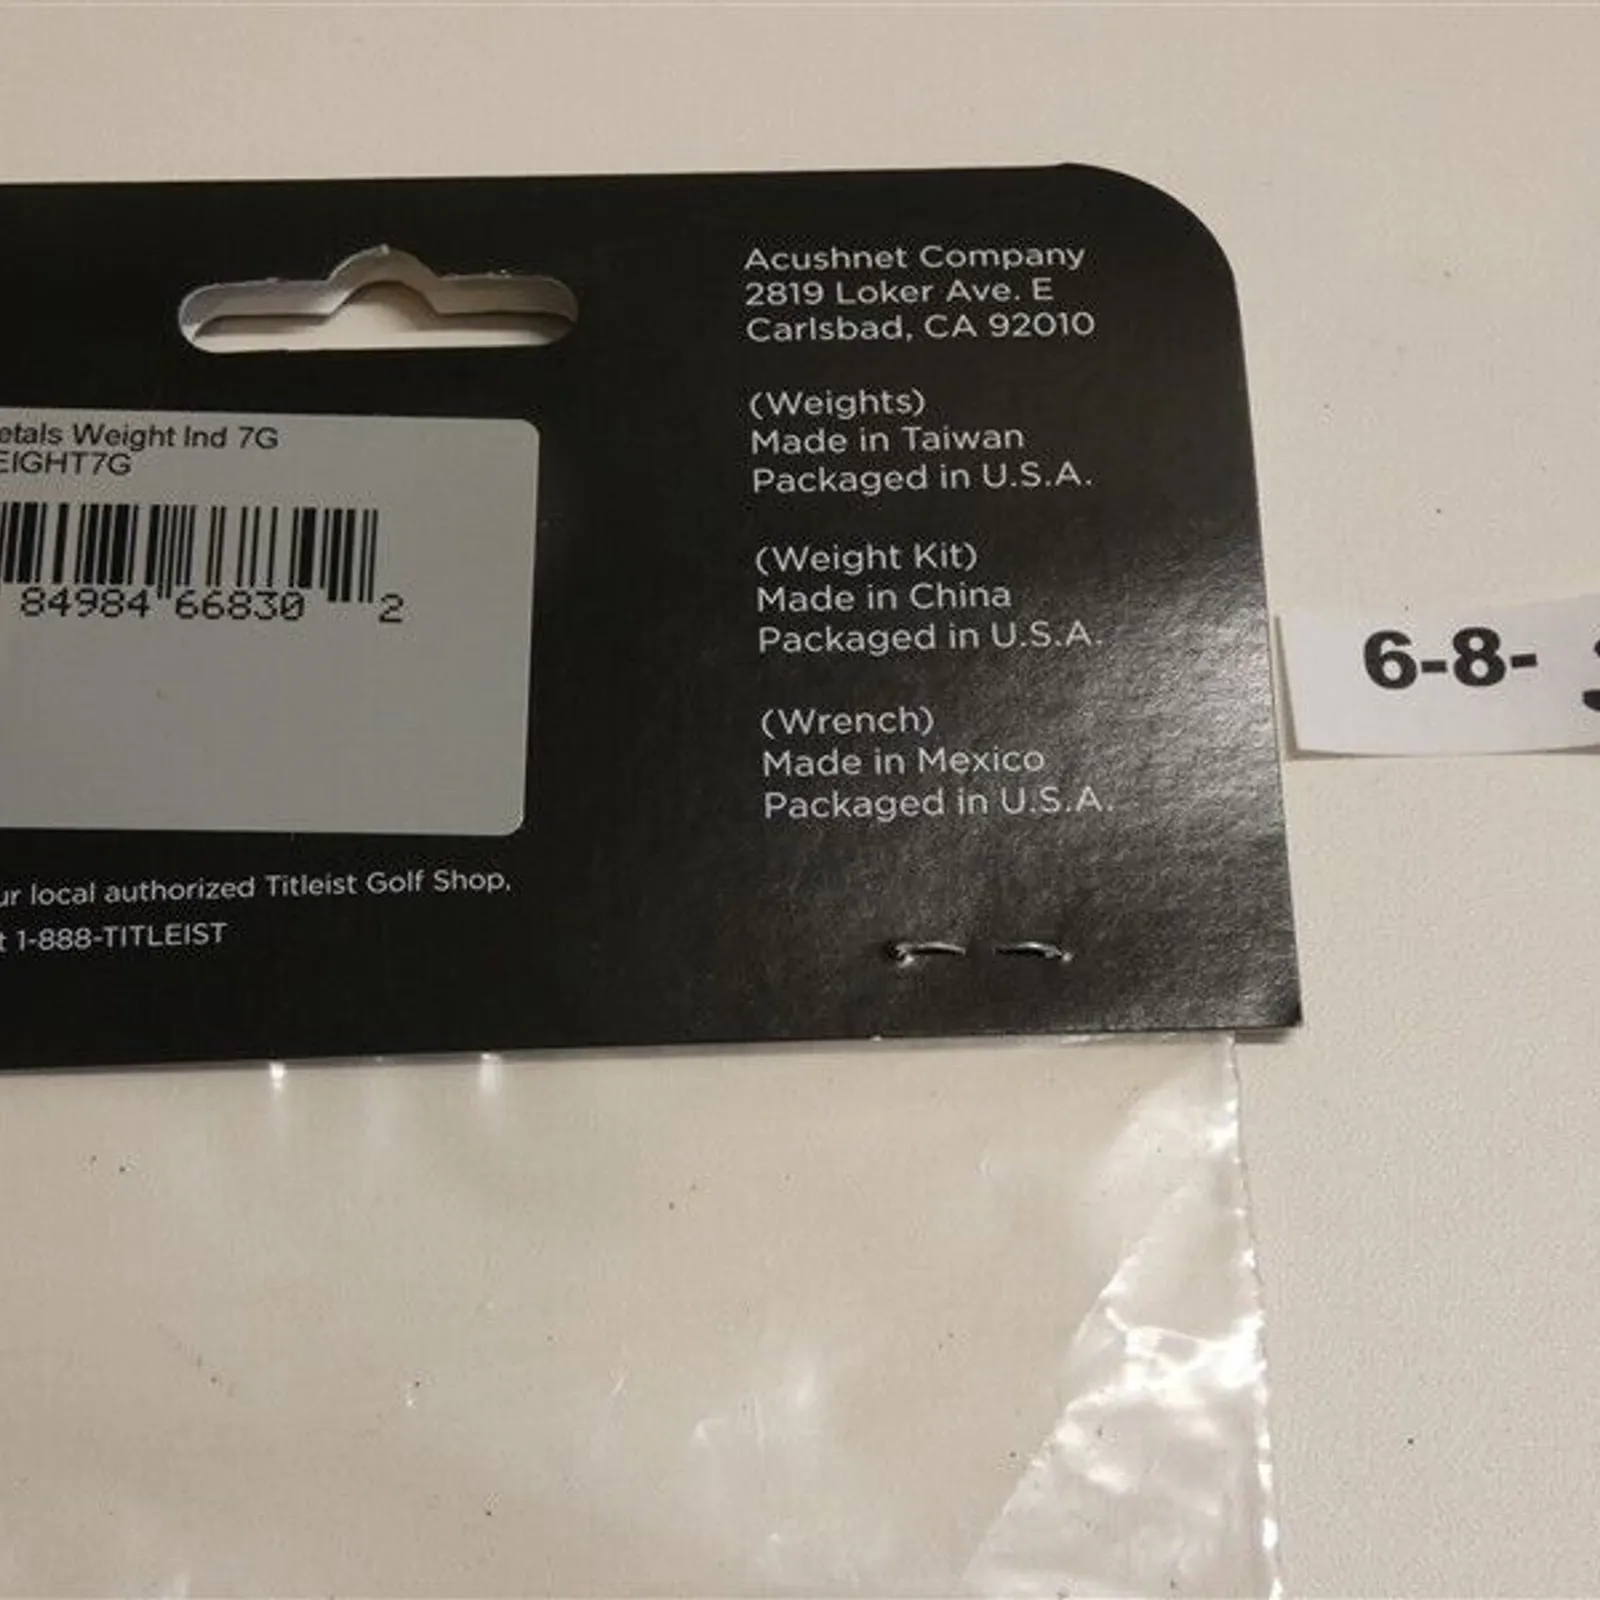 Acushnet Company
2819 Loker Ave. E
Carlsbad, CA 92010
(Weights)
Made in Taiwan
Packaged in U.S.A.
(Weight Kit)
Made in China
Packaged in U.S.A.
(Wrench)
Made in Mexico
Packaged in U.S.A.
etals Weight Ind 7G
EIGHT7G
84984 66830 2
ur local authorized Titleist Golf Shop,
t 1-888-TITLEIST
6-8-